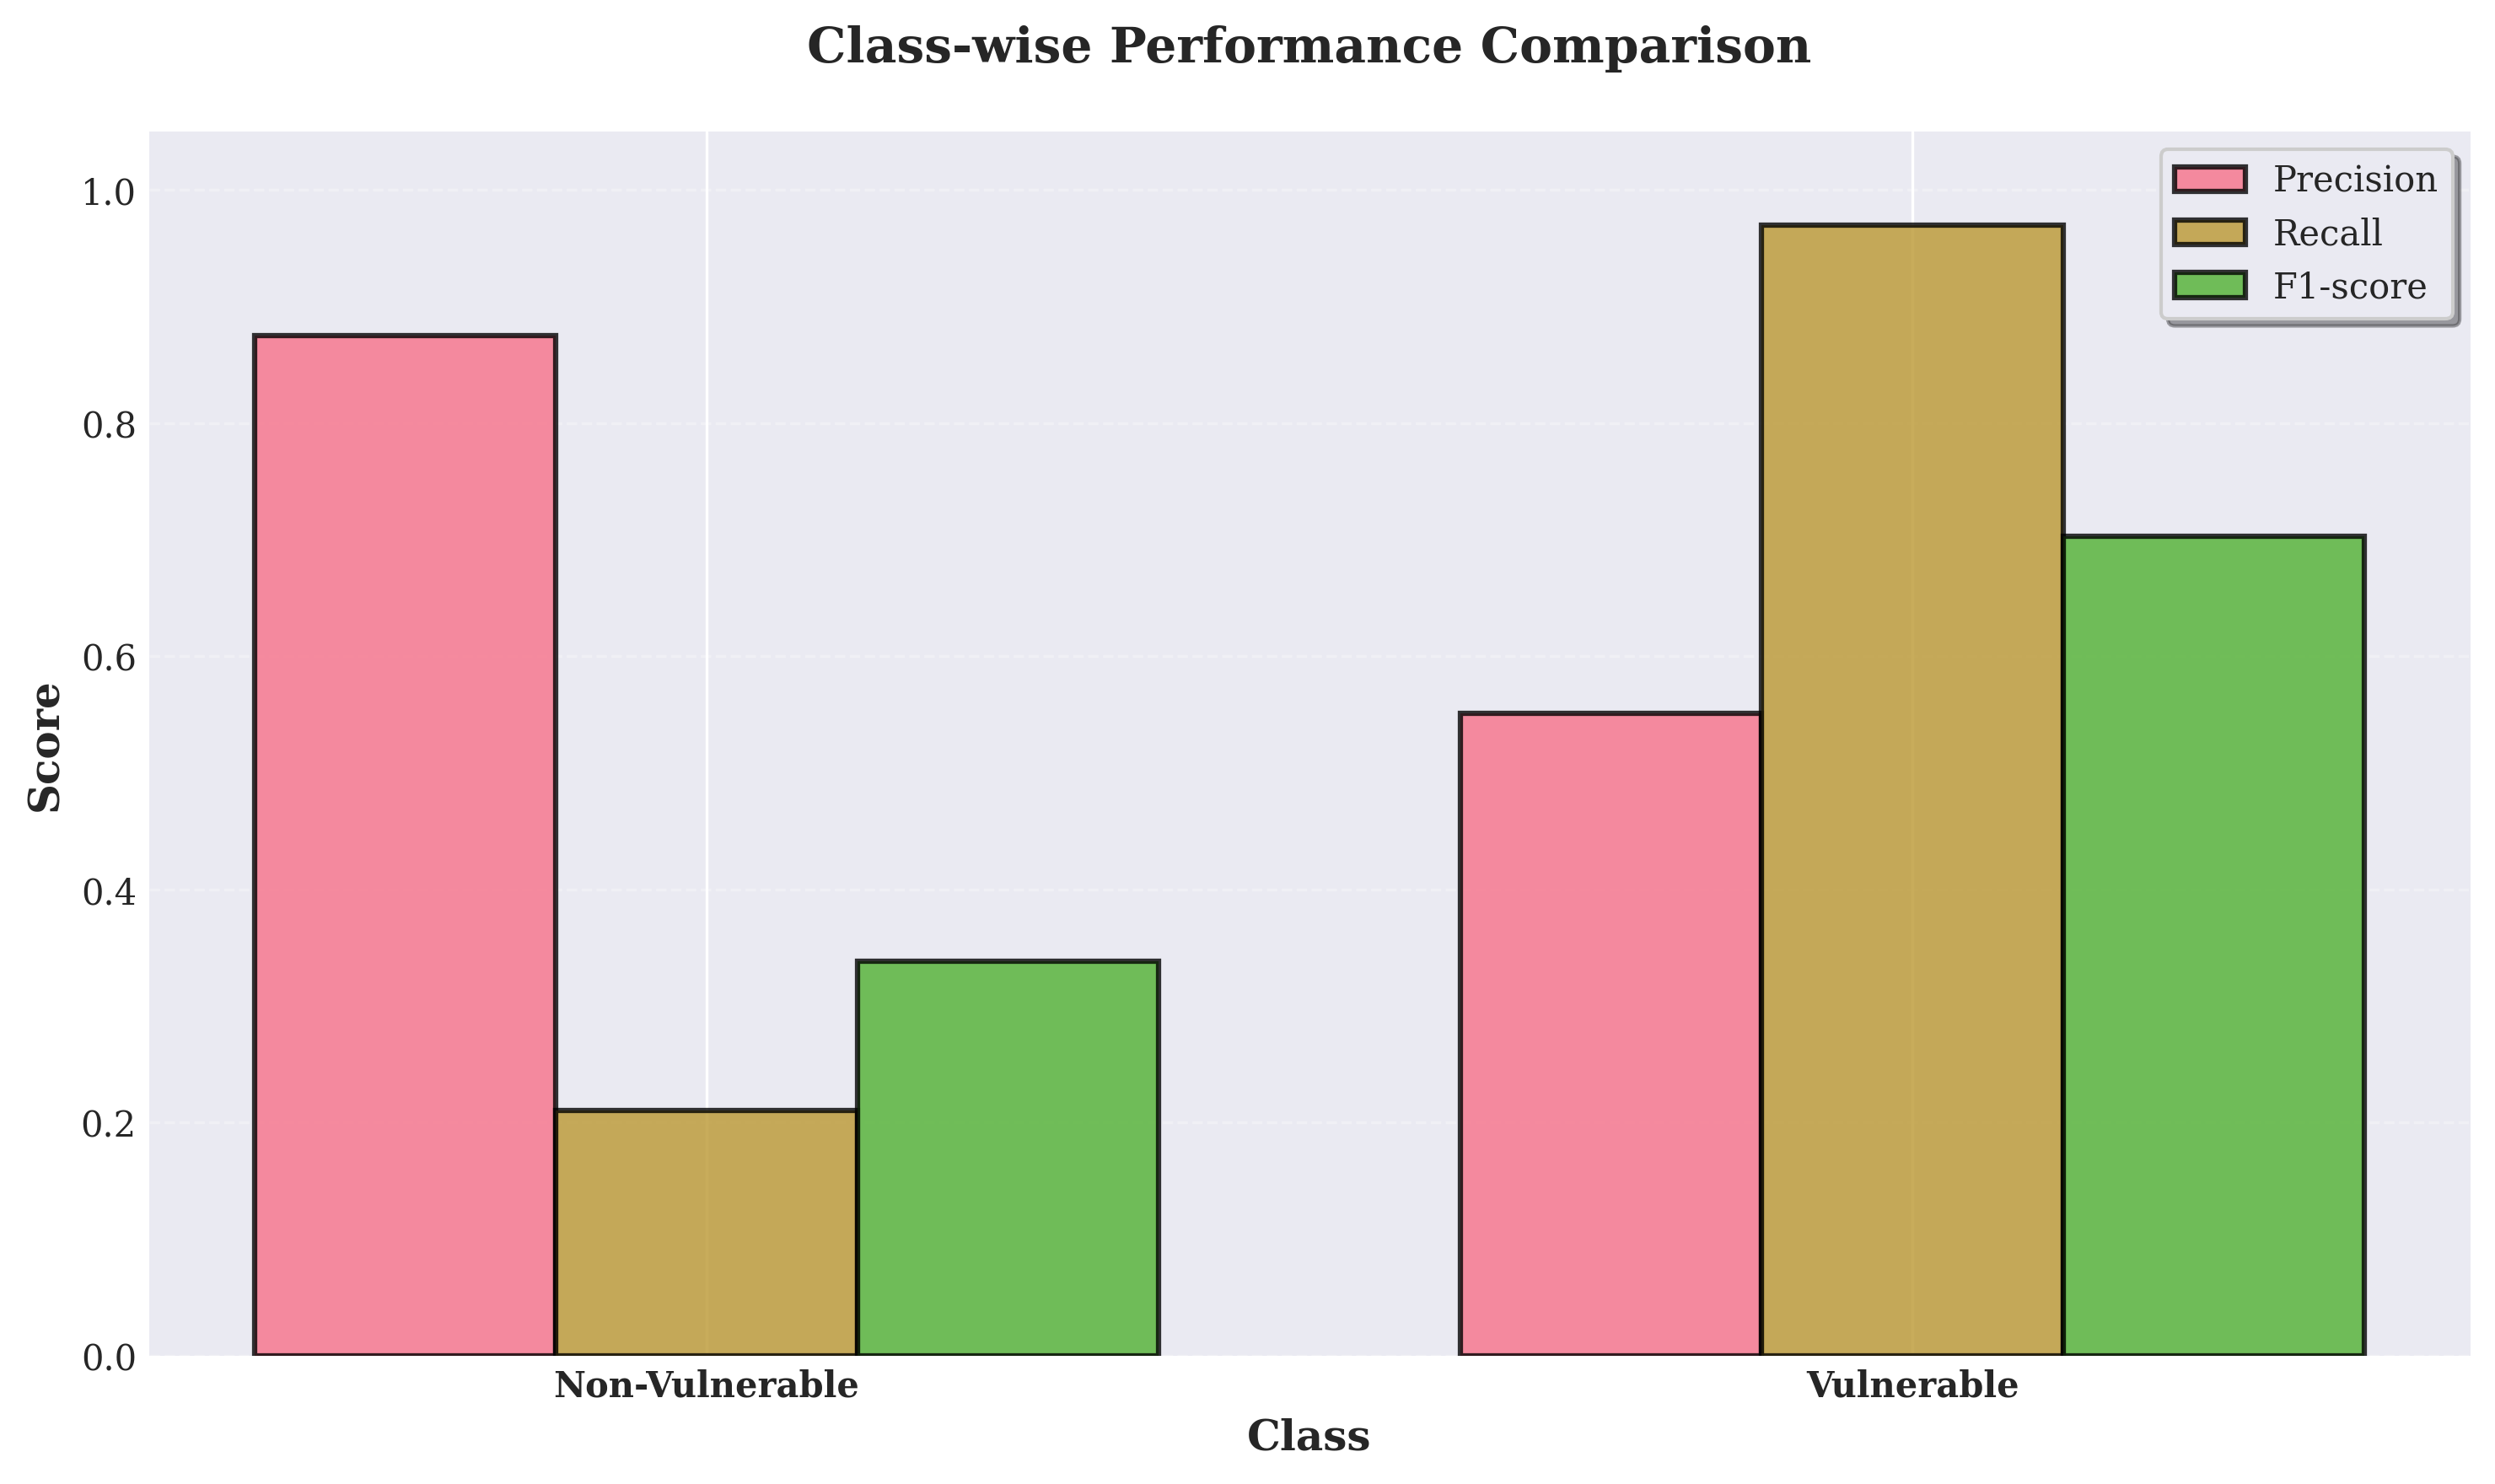 Class-wise Performance Comparison
Precision
Recall
F1-score
Score
1.0
0.8
0.6
0.4
0.2
0.0
Non-Vulnerable
Vulnerable
Class